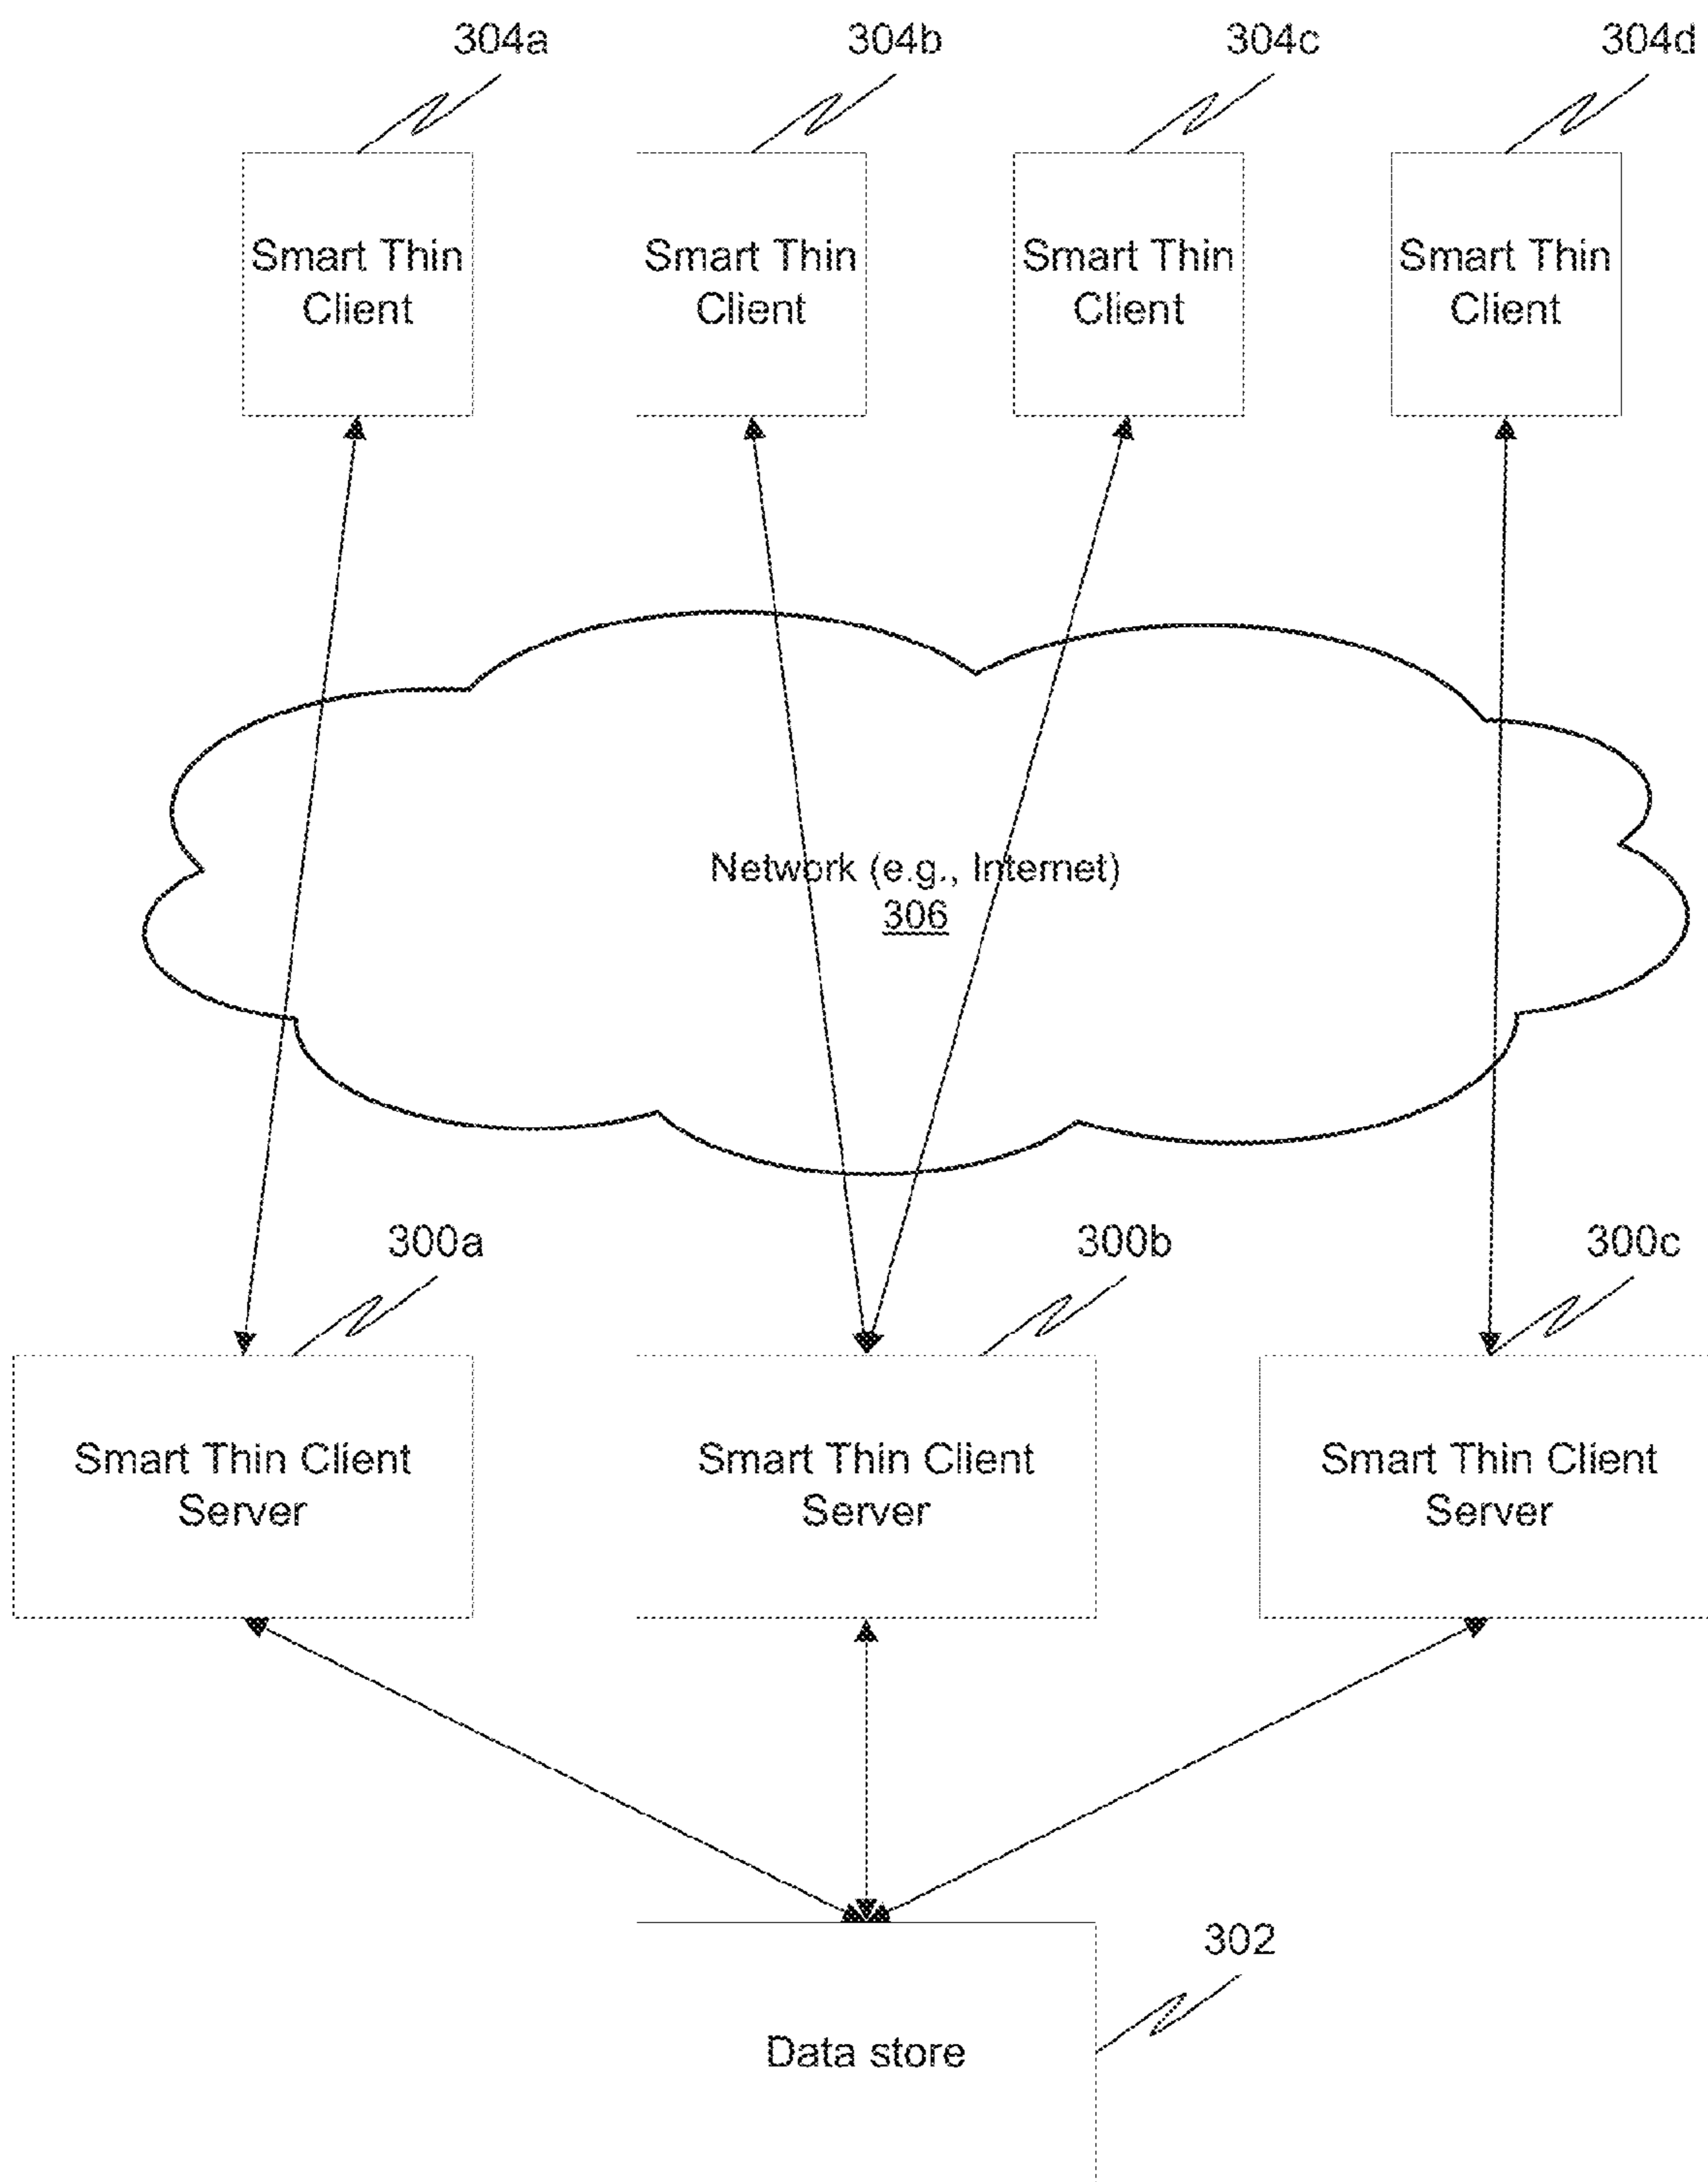 304a
304b
304c
304d
Smart Thin
Client
Smart Thin
Client
Smart Thin
Client
Smart Thin
Client
Network (e.g., Internet)
306
300a
300b
300c
Smart Thin Client
Server
Smart Thin Client
Server
Smart Thin Client
Server
302
Data store